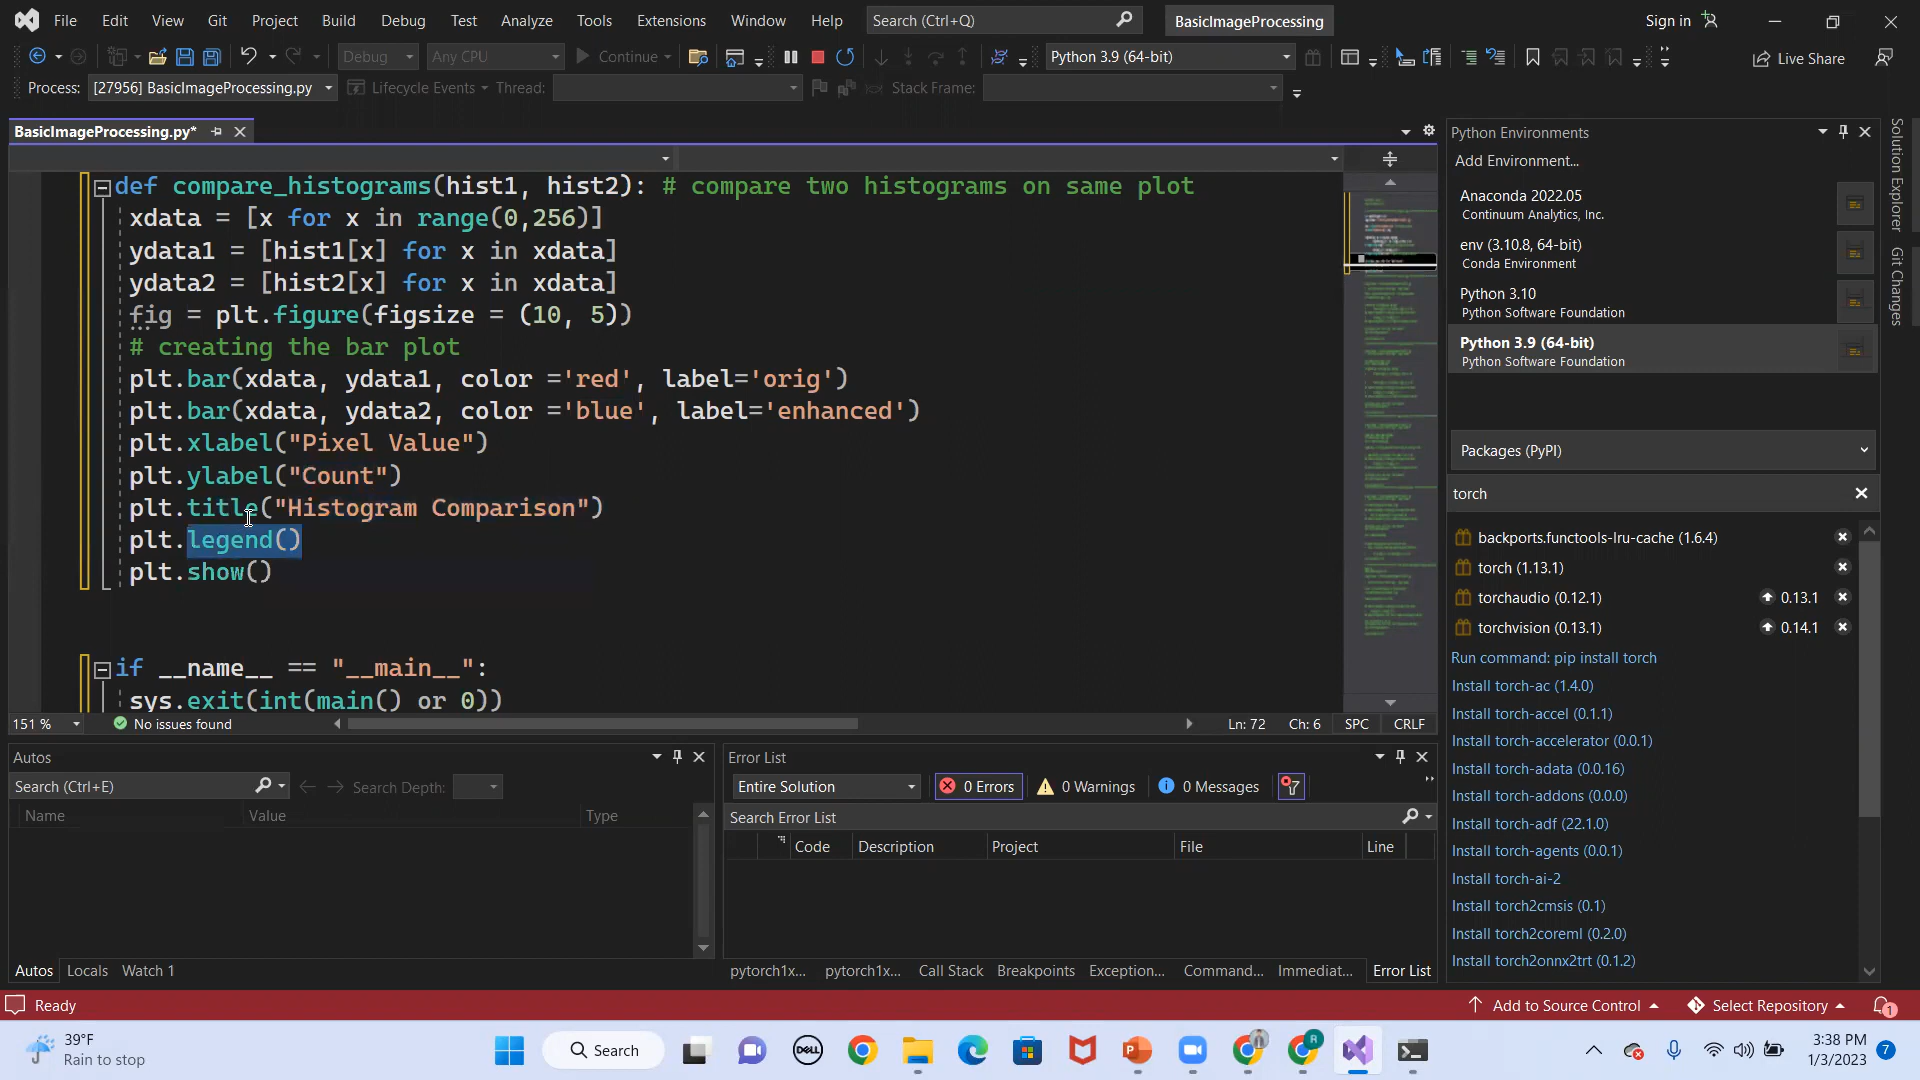 File Edit View Git Project Build Debug Test Analyze Tools Extensions Window Help Search (Ctrl+Q) BasicImageProcessing Sign in
Debug Any CPU Continue Python 3.9 (64-bit) Live Share
Process: [27956] BasicImageProcessing.py Lifecycle Events Thread: Stack Frame:
BasicImageProcessing.py*
def compare_histograms(hist1, hist2): # compare two histograms on same plot
xdata = [x for x in range(0,256)]
ydata1 = [hist1[x] for x in xdata]
ydata2 = [hist2[x] for x in xdata]
fig = plt.figure(figsize = (10, 5))
# creating the bar plot
plt.bar(xdata, ydata1, color ='red', label='orig')
plt.bar(xdata, ydata2, color ='blue', label='enhanced')
plt.xlabel("Pixel Value")
plt.ylabel("Count")
plt.title("Histogram Comparison")
plt.legend()
plt.show()
if __name__ == "__main__":
sys.exit(int(main() or 0))
151 % No issues found Ln: 72 Ch: 6 SPC CRLF
Autos
Search (Ctrl+E) Search Depth:
Name Value Type
Autos Locals Watch 1
Error List
Entire Solution 0 Errors 0 Warnings 0 Messages
Search Error List
Code Description Project File Line
pytorch1x... pytorch1x... Call Stack Breakpoints Exception... Command... Immediat... Error List
Python Environments
Add Environment...
Anaconda 2022.05
Continuum Analytics, Inc.
env (3.10.8, 64-bit)
Conda Environment
Python 3.10
Python Software Foundation
Python 3.9 (64-bit)
Python Software Foundation
Packages (PyPI)
torch
backports.functools-lru-cache (1.6.4)
torch (1.13.1)
torchaudio (0.12.1) 0.13.1
torchvision (0.13.1) 0.14.1
Run command: pip install torch
Install torch-ac (1.4.0)
Install torch-accel (0.1.1)
Install torch-accelerator (0.0.1)
Install torch-adata (0.0.16)
Install torch-addons (0.0.0)
Install torch-adf (22.1.0)
Install torch-agents (0.0.1)
Install torch-ai-2
Install torch2cmsis (0.1)
Install torch2coreml (0.2.0)
Install torch2onnx2trt (0.1.2)
Solution Explorer
Git Changes
Ready Add to Source Control Select Repository 1
39°F
Rain to stop
Search
DELL
R
3:38 PM
1/3/2023
7